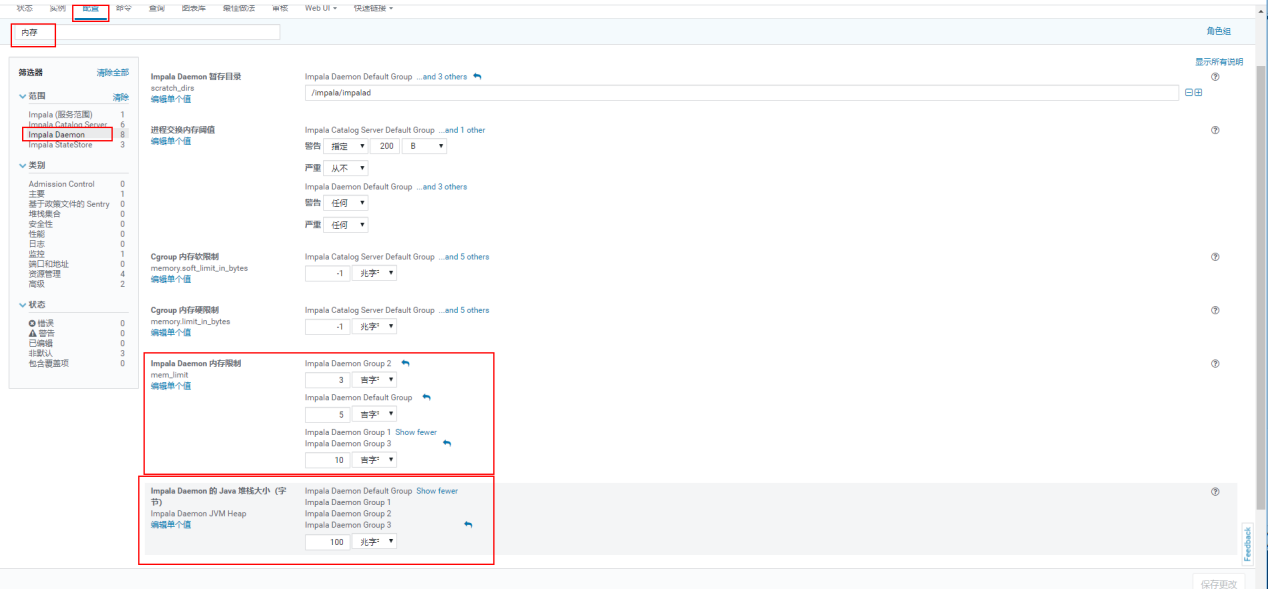 状态 实例 配置 命令 查询 图表库 最佳做法 审核 Web UI 快速链接
内存
角色组
显示所有说明
筛选器 清除全部
范围 清除
Impala (服务范围) 1
Impala Catalog Server 6
Impala Daemon 8
Impala StateStore 3
类别
Admission Control 0
主要 1
基于政策文件的 Sentry 0
堆栈集合 0
安全性 0
性能 0
日志 0
监控 1
端口和地址 0
资源管理 4
高级 2
状态
错误 0
警告 0
已编辑 0
非默认 3
包含覆盖项 0
Impala Daemon 暂存目录
scratch_dirs
编辑单个值
Impala Daemon Default Group ...and 3 others
/impala/impalad
进程交换内存阈值
编辑单个值
Impala Catalog Server Default Group ...and 1 other
警告 指定 200 B
严重 从不
Impala Daemon Default Group ...and 3 others
警告 任何
严重 任何
Cgroup 内存软限制
memory.soft_limit_in_bytes
编辑单个值
Impala Catalog Server Default Group ...and 5 others
-1 兆字
Cgroup 内存硬限制
memory.limit_in_bytes
编辑单个值
Impala Catalog Server Default Group ...and 5 others
-1 兆字
Impala Daemon 内存限制
mem_limit
编辑单个值
Impala Daemon Group 2
3 吉字
Impala Daemon Default Group
5 吉字
Impala Daemon Group 1 Show fewer
Impala Daemon Group 3
10 吉字
Impala Daemon 的 Java 堆栈大小（字
节）
Impala Daemon JVM Heap
编辑单个值
Impala Daemon Default Group Show fewer
Impala Daemon Group 1
Impala Daemon Group 2
Impala Daemon Group 3
100 兆字
Feedback
保存更改